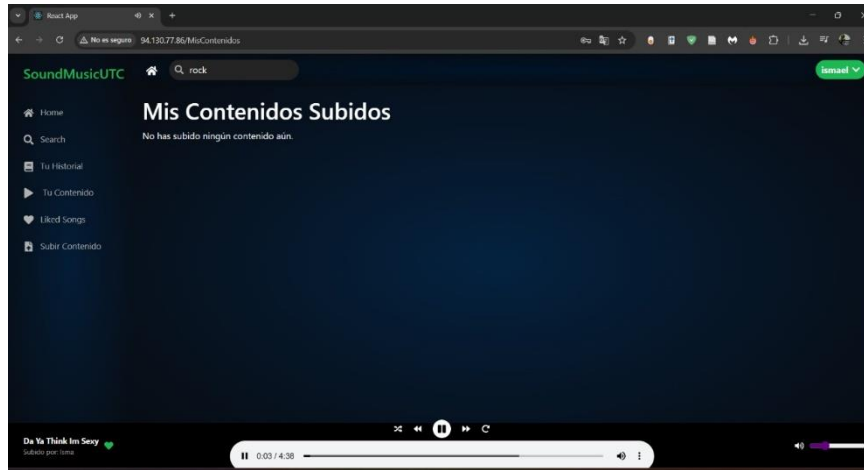 React App
No es seguro 94.130.77.86/MisContenidos
SoundMusicUTC
rock
ismael
Home
Search
Tu Historial
Tu Contenido
Liked Songs
Subir Contenido
Mis Contenidos Subidos
No has subido ningún contenido aún.
Da Ya Think Im Sexy
Subido por: Isma
0:03 / 4:38